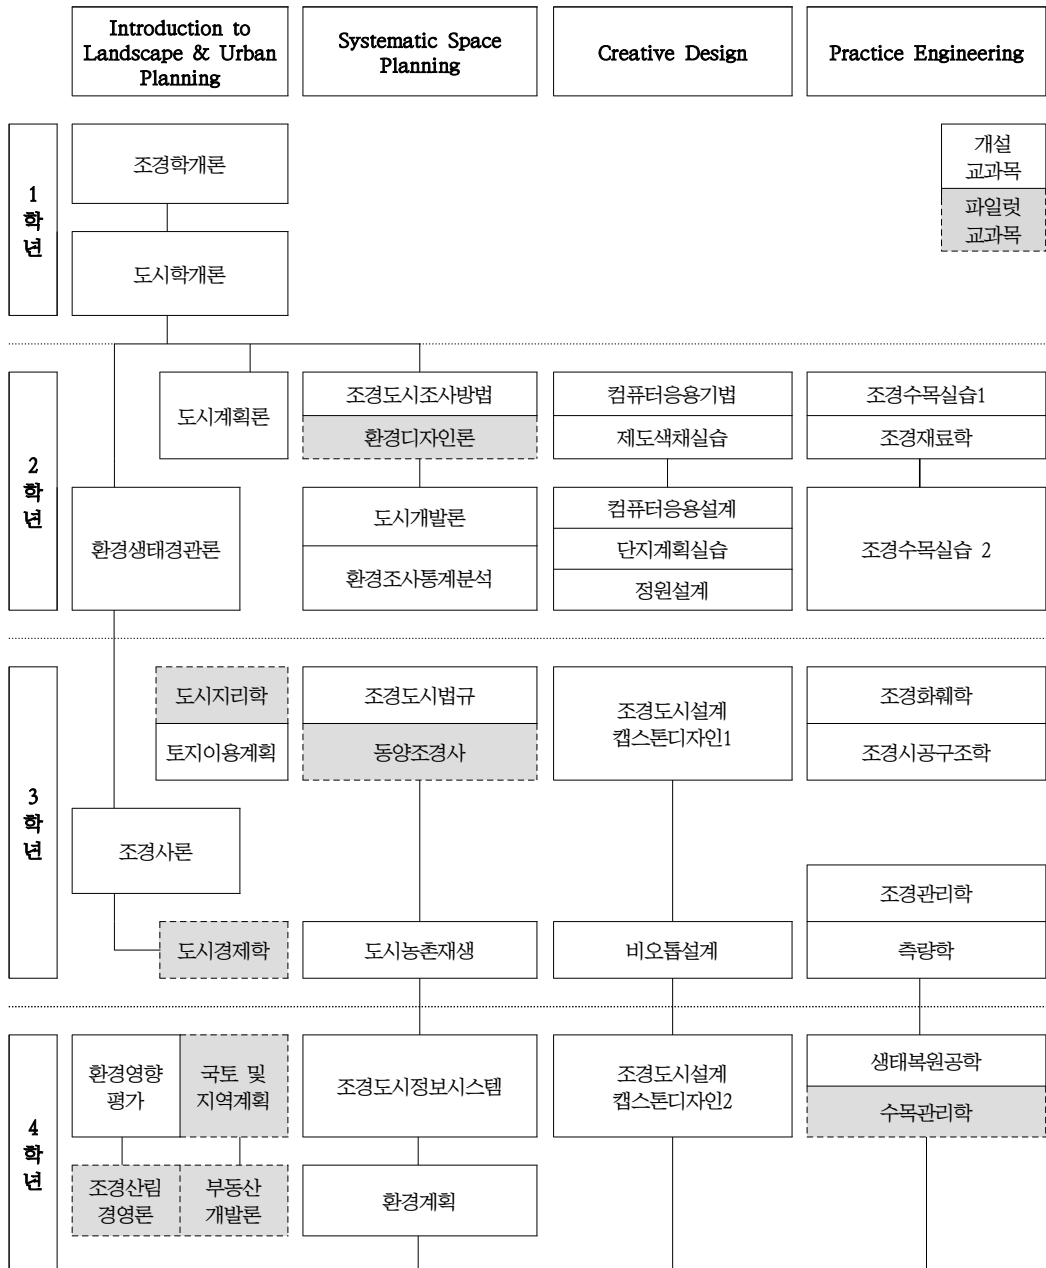 Introduction to
Landscape & Urban
Planning
Systematic Space
Planning
Creative Design
Practice Engineering
1
학
년
조경학개론
도시학개론
개설
교과목
파일럿
교과목
2
학
년
도시계획론
환경생태경관론
조경도시조사방법
환경디자인론
도시개발론
환경조사통계분석
컴퓨터응용기법
제도색채실습
컴퓨터응용설계
단지계획실습
정원설계
조경수목실습1
조경재료학
조경수목실습 2
3
학
년
도시지리학
토지이용계획
조경사론
도시경제학
조경도시법규
동양조경사
도시농촌재생
조경도시설계
캡스톤디자인1
비오톱설계
조경화훼학
조경시공구조학
조경관리학
측량학
4
학
년
환경영향
평가
국토 및
지역계획
조경산림
경영론
부동산
개발론
조경도시정보시스템
환경계획
조경도시설계
캡스톤디자인2
생태복원공학
수목관리학